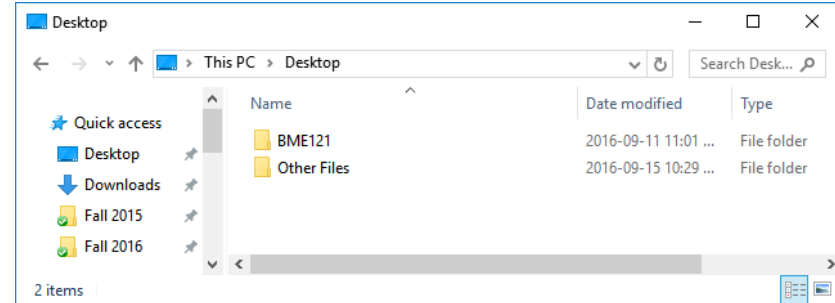 Desktop
This PC > Desktop
Search Desk...
Name Date modified Type
Quick access
Desktop
Downloads
Fall 2015
Fall 2016
BME121 2016-09-11 11:01 ... File folder
Other Files 2016-09-15 10:29 ... File folder
2 items